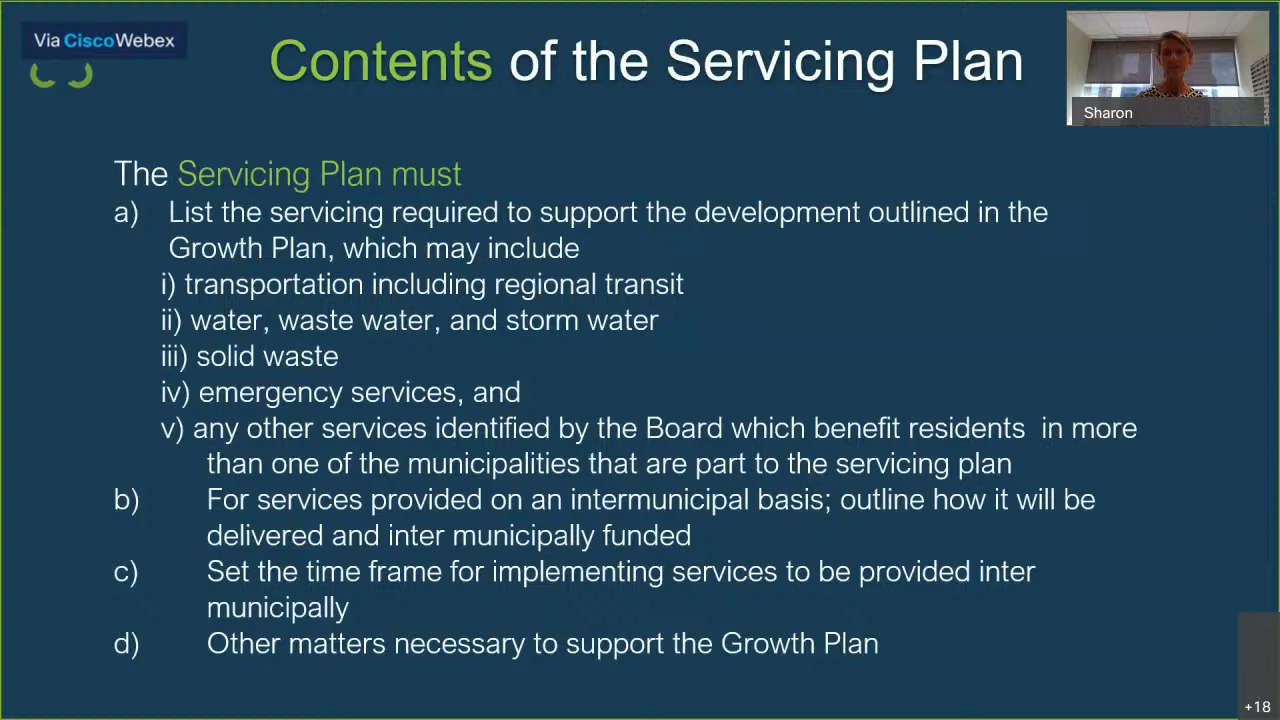 Via CiscoWebex
Contents of the Servicing Plan
Sharon
The Servicing Plan must
a) List the servicing required to support the development outlined in the
Growth Plan, which may include
i) transportation including regional transit
ii) water, waste water, and storm water
iii) solid waste
iv) emergency services, and
v) any other services identified by the Board which benefit residents in more
than one of the municipalities that are part to the servicing plan
b) For services provided on an intermunicipal basis; outline how it will be
delivered and inter municipally funded
c) Set the time frame for implementing services to be provided inter
municipally
d) Other matters necessary to support the Growth Plan
+18